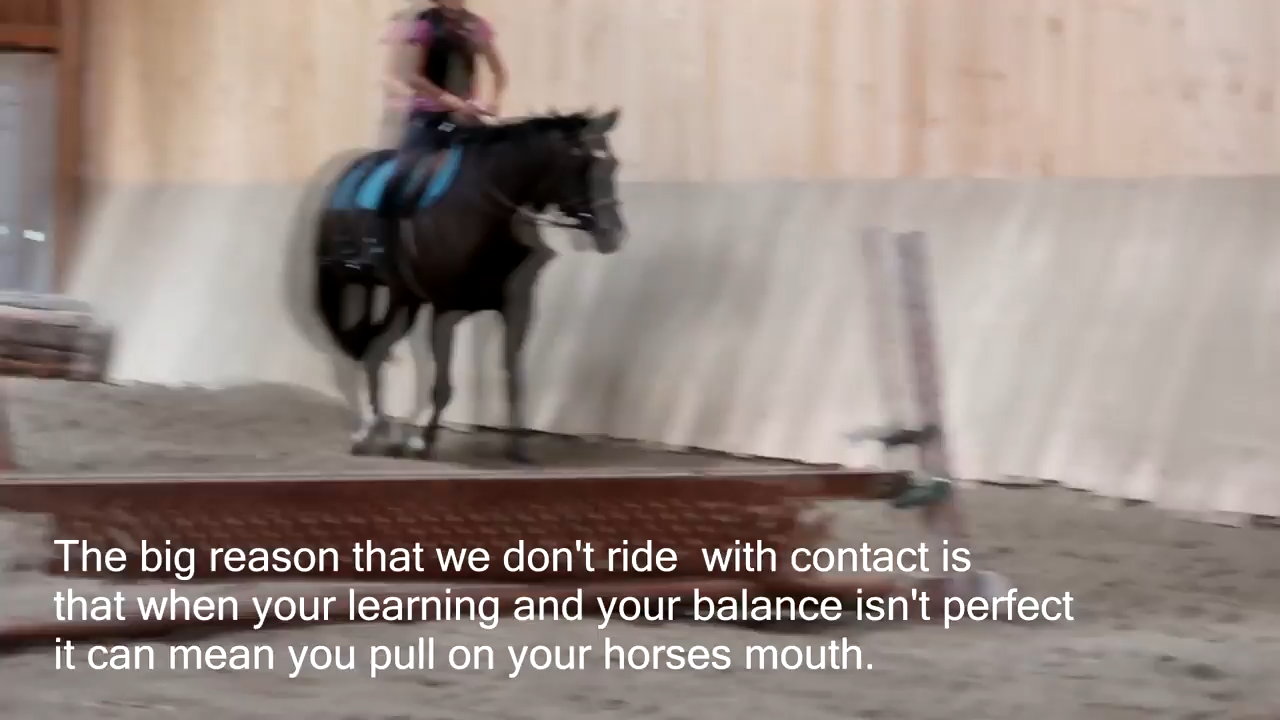 The big reason that we don't ride  with contact is
that when your learning and your balance isn't perfect
it can mean you pull on your horses mouth.